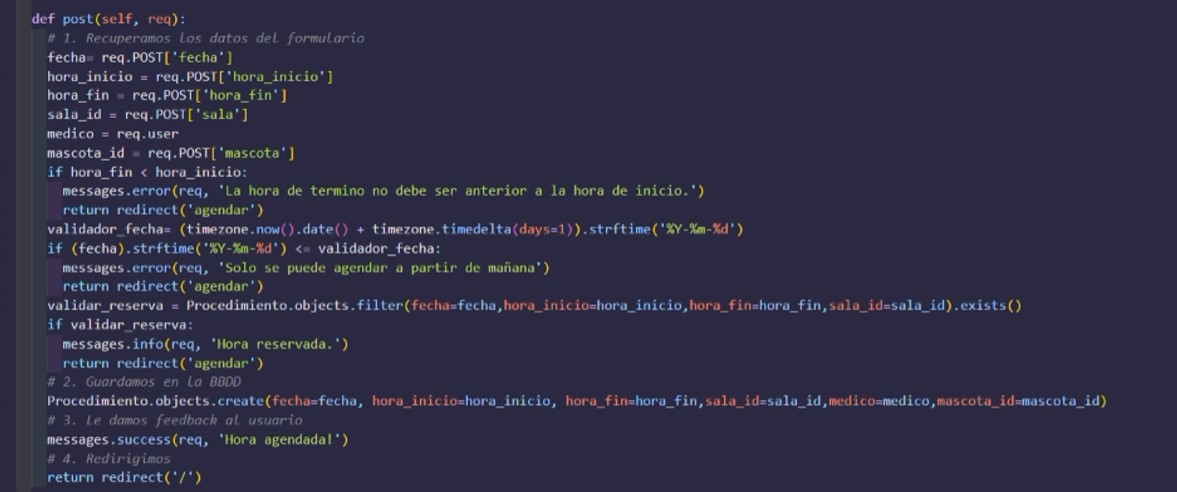 def post(self, req):
# 1. Recuperamos los datos del formulario
fecha= req.POST['fecha']
hora_inicio = req.POST['hora_inicio']
hora_fin = req.POST['hora_fin']
sala_id = req.POST['sala']
medico = req.user
mascota_id = req.POST['mascota']
if hora_fin < hora_inicio:
messages.error(req, 'La hora de termino no debe ser anterior a la hora de inicio.')
return redirect('agendar')
validador_fecha= (timezone.now().date() + timezone.timedelta(days=1)).strftime('%Y-%m-%d')
if (fecha).strftime('%Y-%m-%d') <= validador_fecha:
messages.error(req, 'Solo se puede agendar a partir de mañana')
return redirect('agendar')
validar_reserva = Procedimiento.objects.filter(fecha=fecha,hora_inicio=hora_inicio,hora_fin=hora_fin,sala_id=sala_id).exists()
if validar_reserva:
messages.info(req, 'Hora reservada.')
return redirect('agendar')
# 2. Guardamos en la BBDD
Procedimiento.objects.create(fecha=fecha, hora_inicio=hora_inicio, hora_fin=hora_fin,sala_id=sala_id,medico=medico,mascota_id=mascota_id)
# 3. Le damos feedback al usuario
messages.success(req, 'Hora agendada!')
# 4. Redirigimos
return redirect('/')